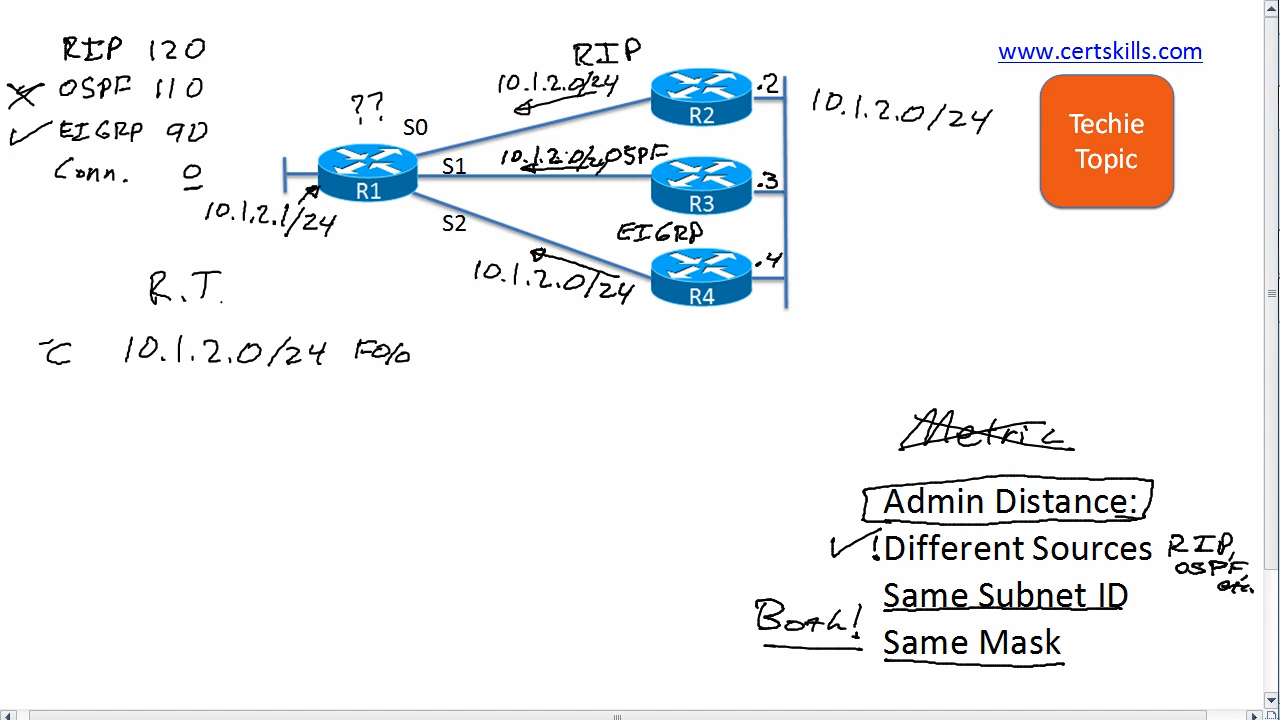 RIP 120
OSPF 110
EIGRP 90
Conn. 0
??
S0
S1
S2
R1
10.1.2.1/24
RIP
10.1.2.0/24
R2
.2
10.1.2.0/24
OSPF
R3
.3
EIGRP
10.1.2.0/24
R4
.4
10.1.2.0/24
www.certskills.com
Techie
Topic
R.T.
C 10.1.2.0/24 F0/0
Metric
Admin Distance:
! Different Sources RIP,
OSPF,
etc.
Same Subnet ID
Both!
Same Mask